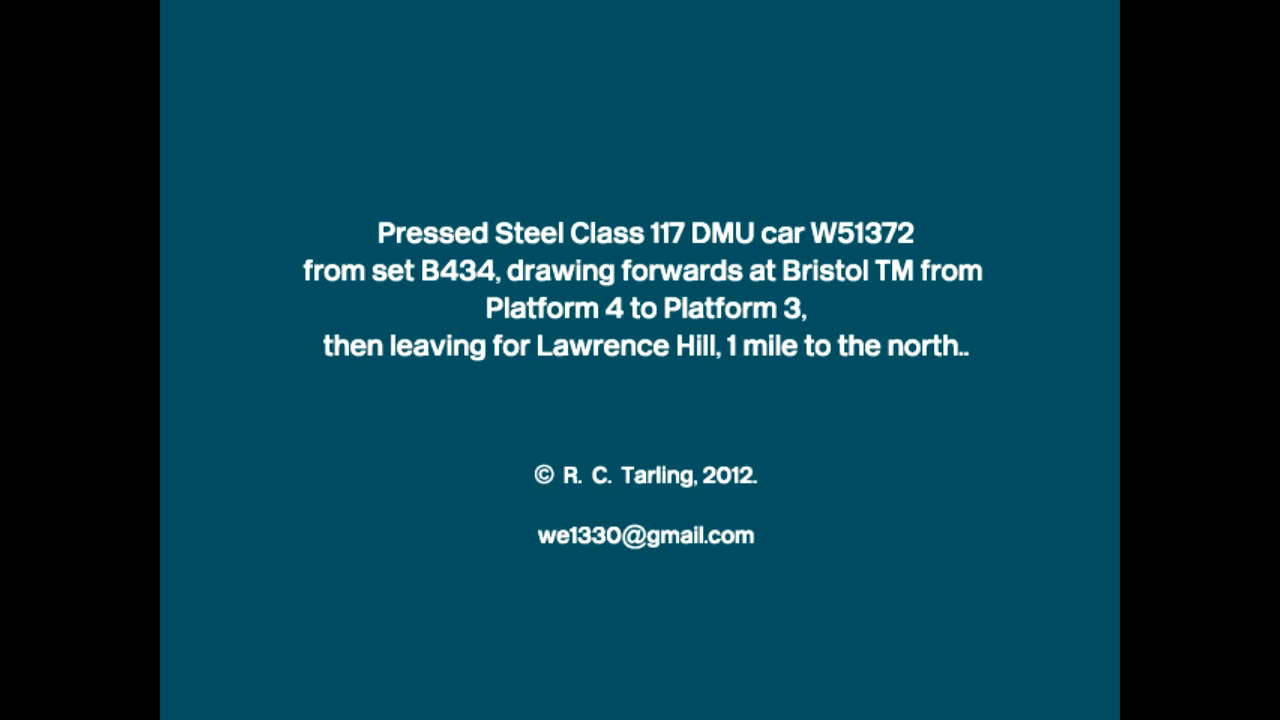 Pressed Steel Class 117 DMU car W51372
from set B434, drawing forwards at Bristol TM from
Platform 4 to Platform 3,
then leaving for Lawrence Hill, 1 mile to the north..
© R. C. Tarling, 2012.
we1330@gmail.com